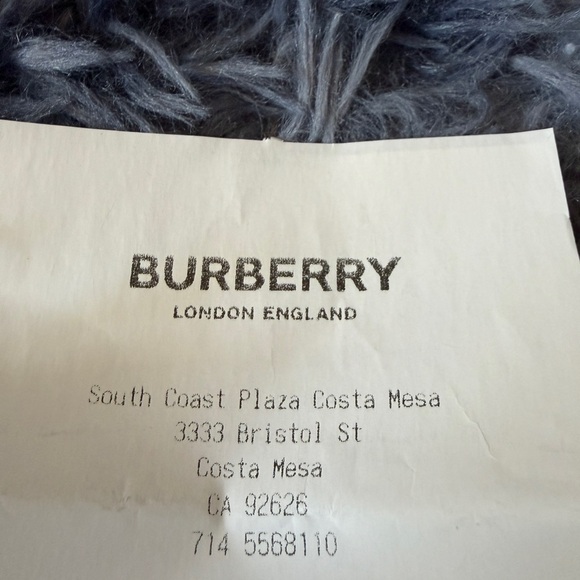 BURBERRY
LONDON ENGLAND
South Coast Plaza Costa Mesa
3333 Bristol St
Costa Mesa
CA 92626
714 5568110